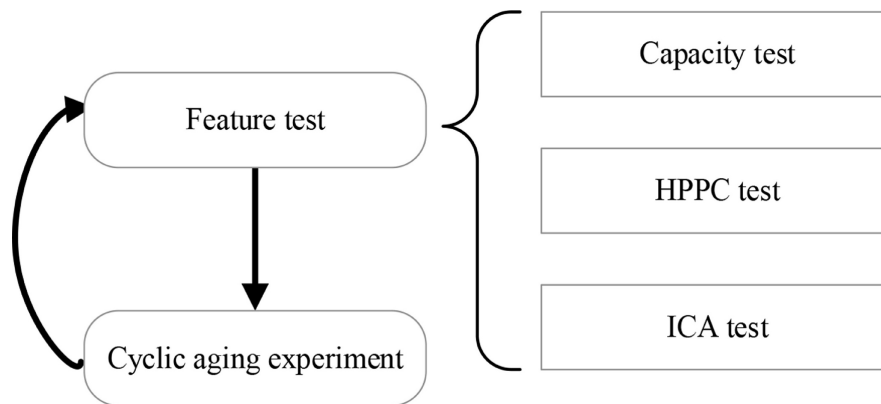 Capacity test
Feature test
HPPC test
ICA test
Cyclic aging experiment